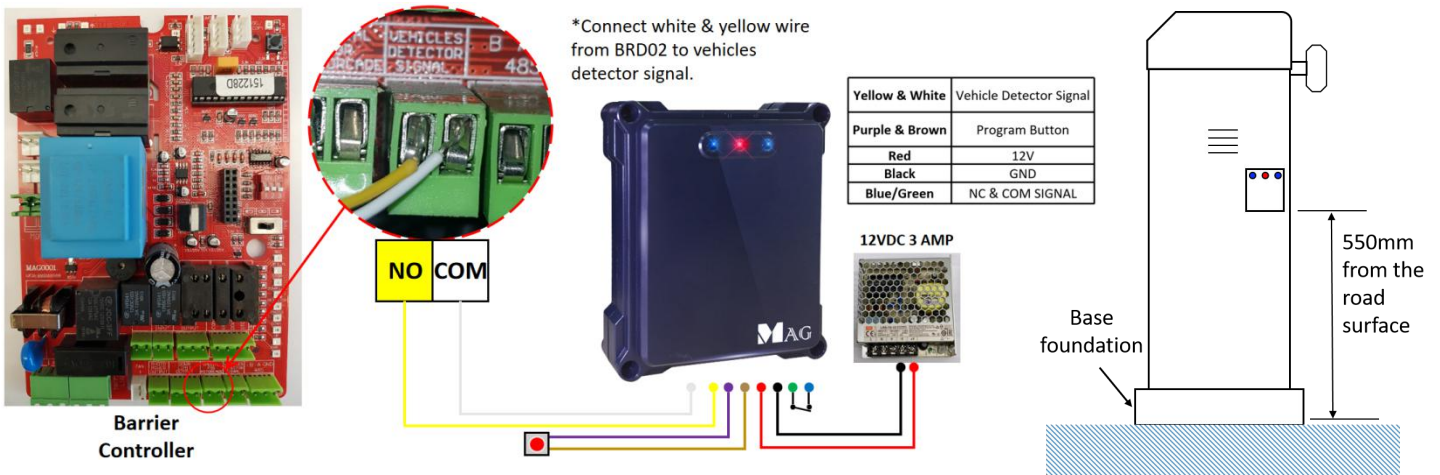 151228D
MAG0001
Barrier
Controller
VEHICLES
DETECTOR
SIGNAL
B
485
NO COM
*Connect white & yellow wire
from BRD02 to vehicles
detector signal.
MAG
Yellow & White Vehicle Detector Signal
Purple & Brown Program Button
Red 12V
Black GND
Blue/Green NC & COM SIGNAL
12VDC 3 AMP
Base
foundation
550mm
from the
road
surface